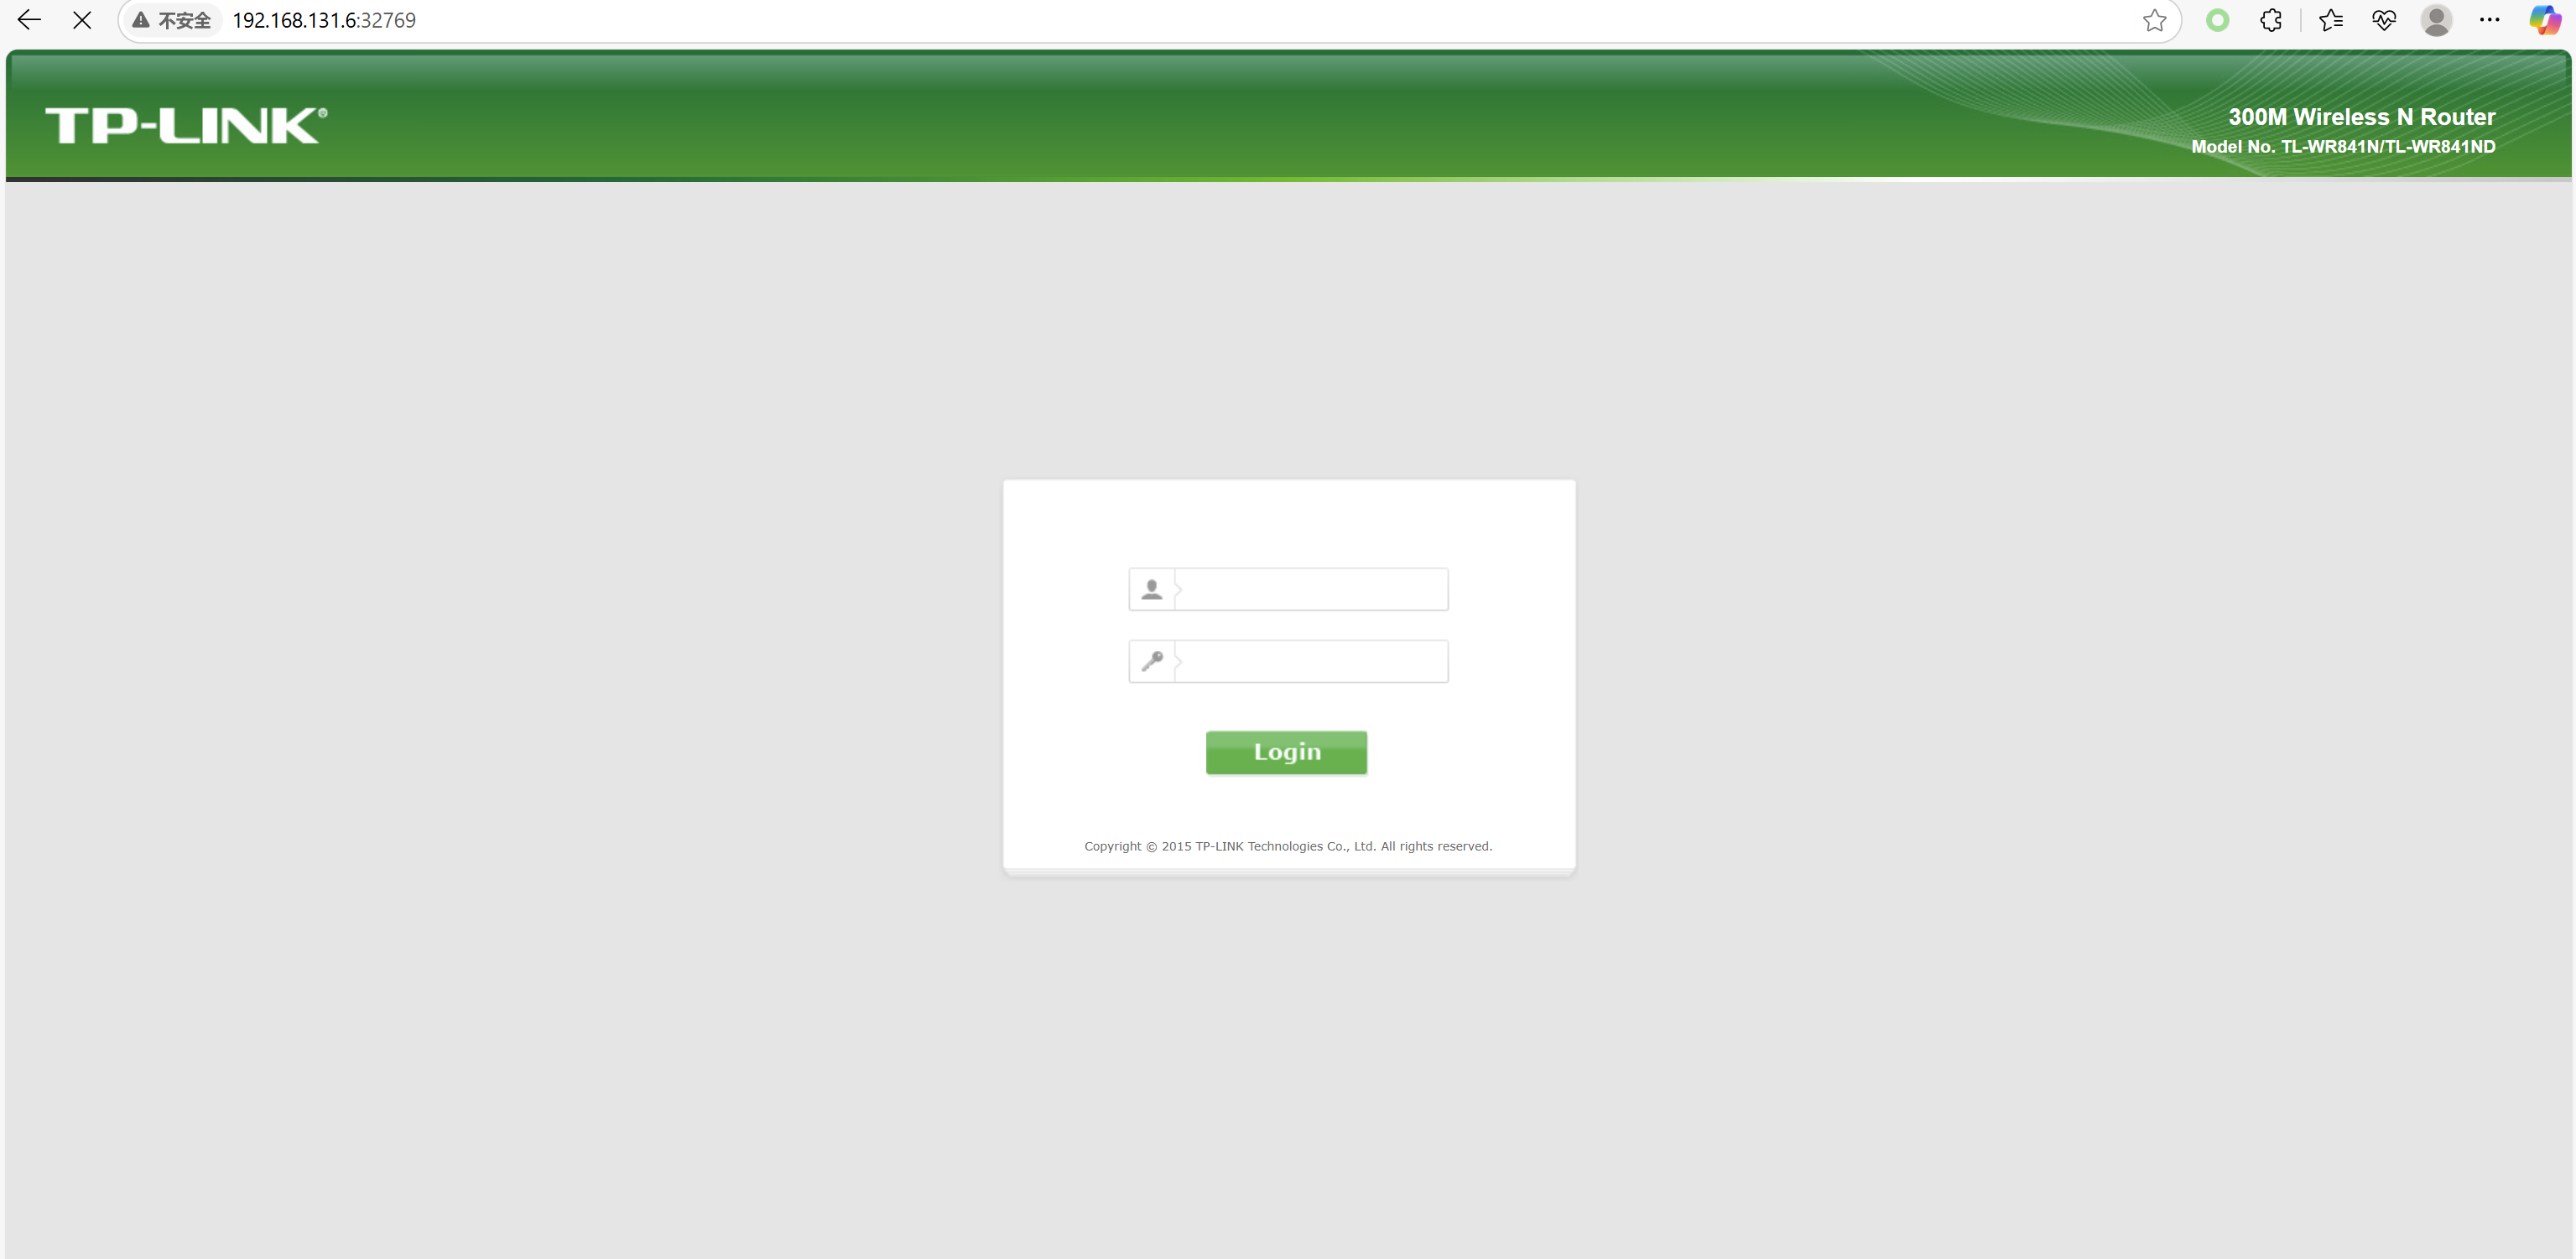 不安全 192.168.131.6:32769
TP-LINK®
300M Wireless N Router
Model No. TL-WR841N/TL-WR841ND
Login
Copyright © 2015 TP-LINK Technologies Co., Ltd. All rights reserved.